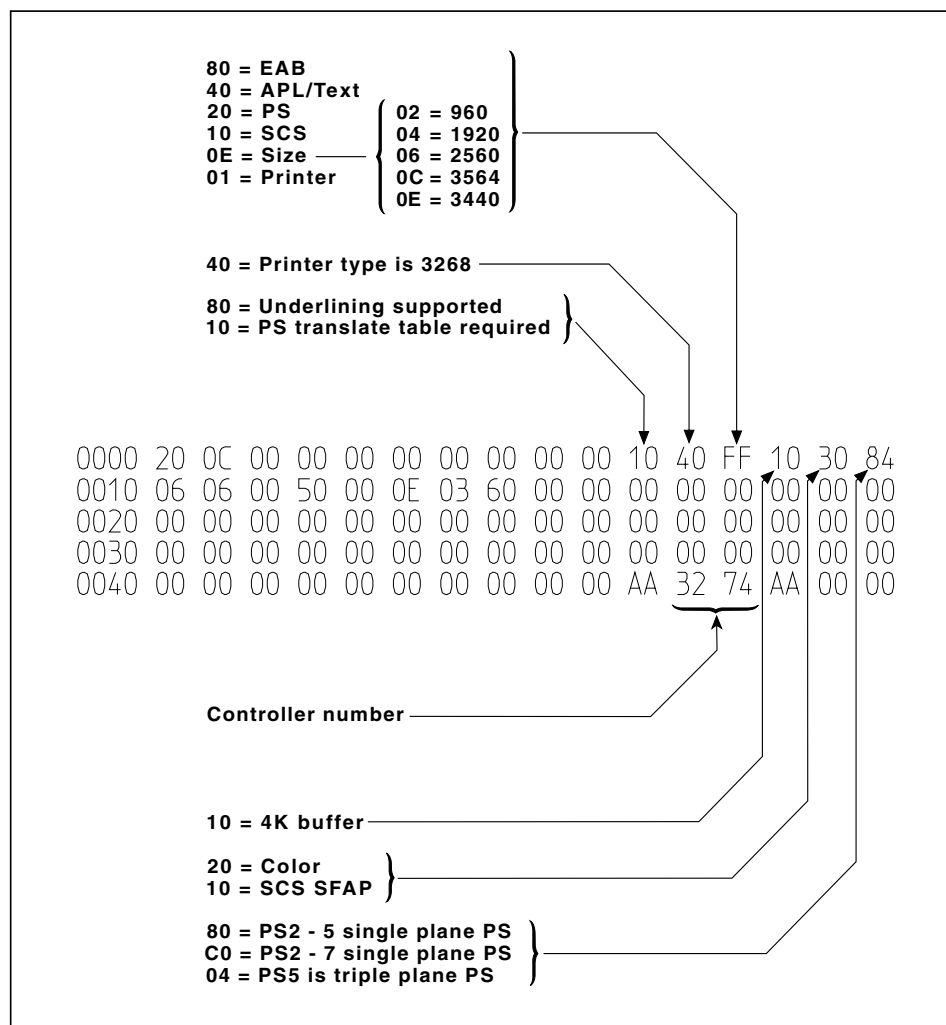 80 = EAB
40 = APL/Text
20 = PS
10 = SCS
0E = Size
01 = Printer
02 = 960
04 = 1920
06 = 2560
0C = 3564
0E = 3440
40 = Printer type is 3268
80 = Underlining supported
10 = PS translate table required
0000 20 0C 00 00 00 00 00 00 00 00 10 40 FF 10 30 84
0010 06 06 00 50 00 0E 03 60 00 00 00 00 00 00 00 00
0020 00 00 00 00 00 00 00 00 00 00 00 00 00 00 00 00
0030 00 00 00 00 00 00 00 00 00 00 00 00 00 00 00 00
0040 00 00 00 00 00 00 00 00 00 00 AA 32 74 AA 00 00
Controller number
10 = 4K buffer
20 = Color
10 = SCS SFAP
80 = PS2 - 5 single plane PS
C0 = PS2 - 7 single plane PS
04 = PS5 is triple plane PS